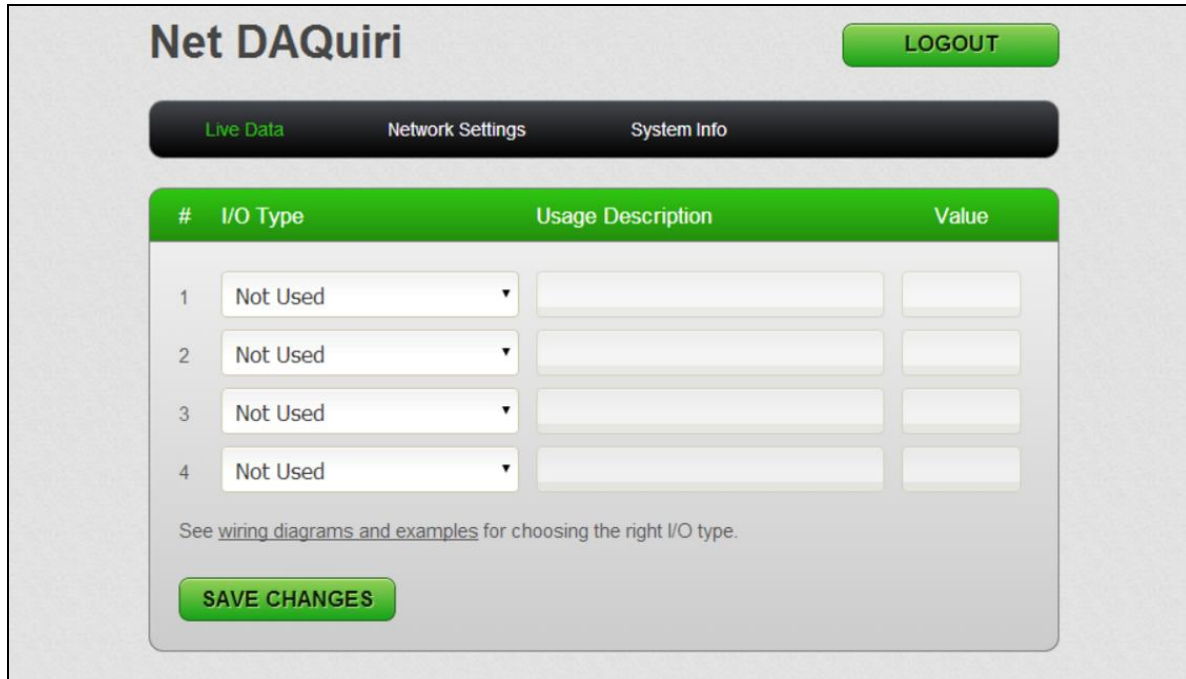 Net DAQuiri
LOGOUT
Live Data Network Settings System Info
# I/O Type Usage Description Value
1 Not Used
2 Not Used
3 Not Used
4 Not Used
See wiring diagrams and examples for choosing the right I/O type.
SAVE CHANGES